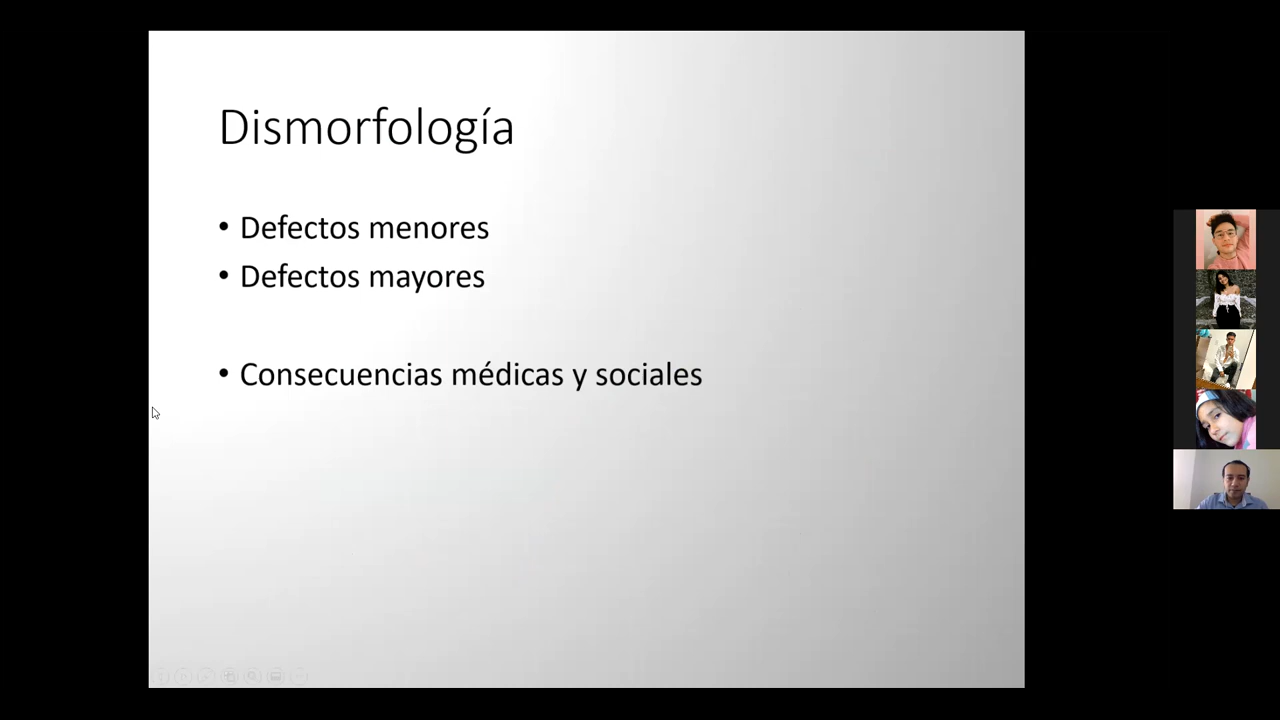 Dismorfología
• Defectos menores
• Defectos mayores
• Consecuencias médicas y sociales